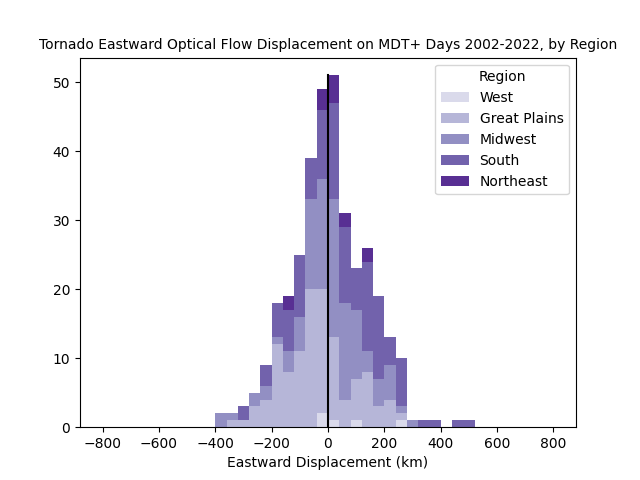 Tornado Eastward Optical Flow Displacement on MDT+ Days 2002-2022, by Region
Region
West
Great Plains
Midwest
South
Northeast
50
40
30
20
10
0
−800 −600 −400 −200 0 200 400 600 800
Eastward Displacement (km)